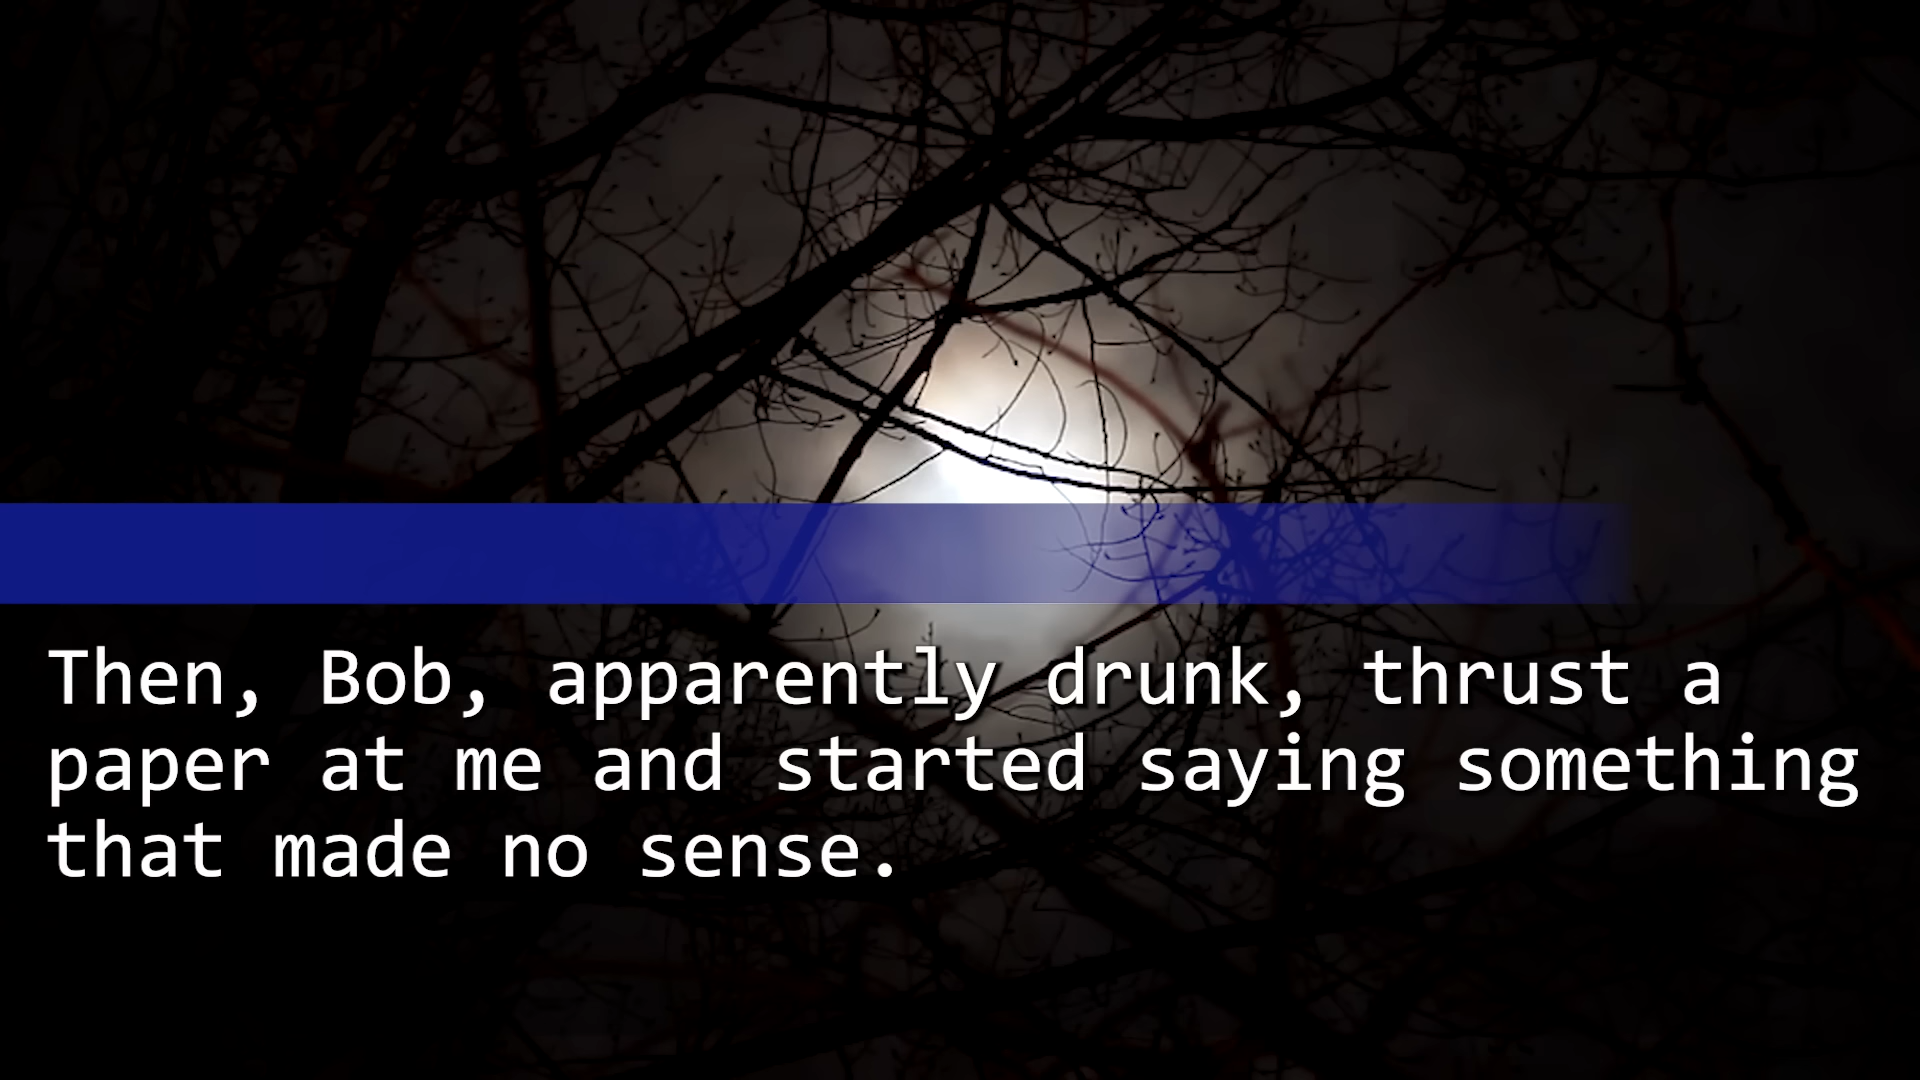 Then, Bob, apparently drunk, thrust a
paper at me and started saying something
that made no sense.